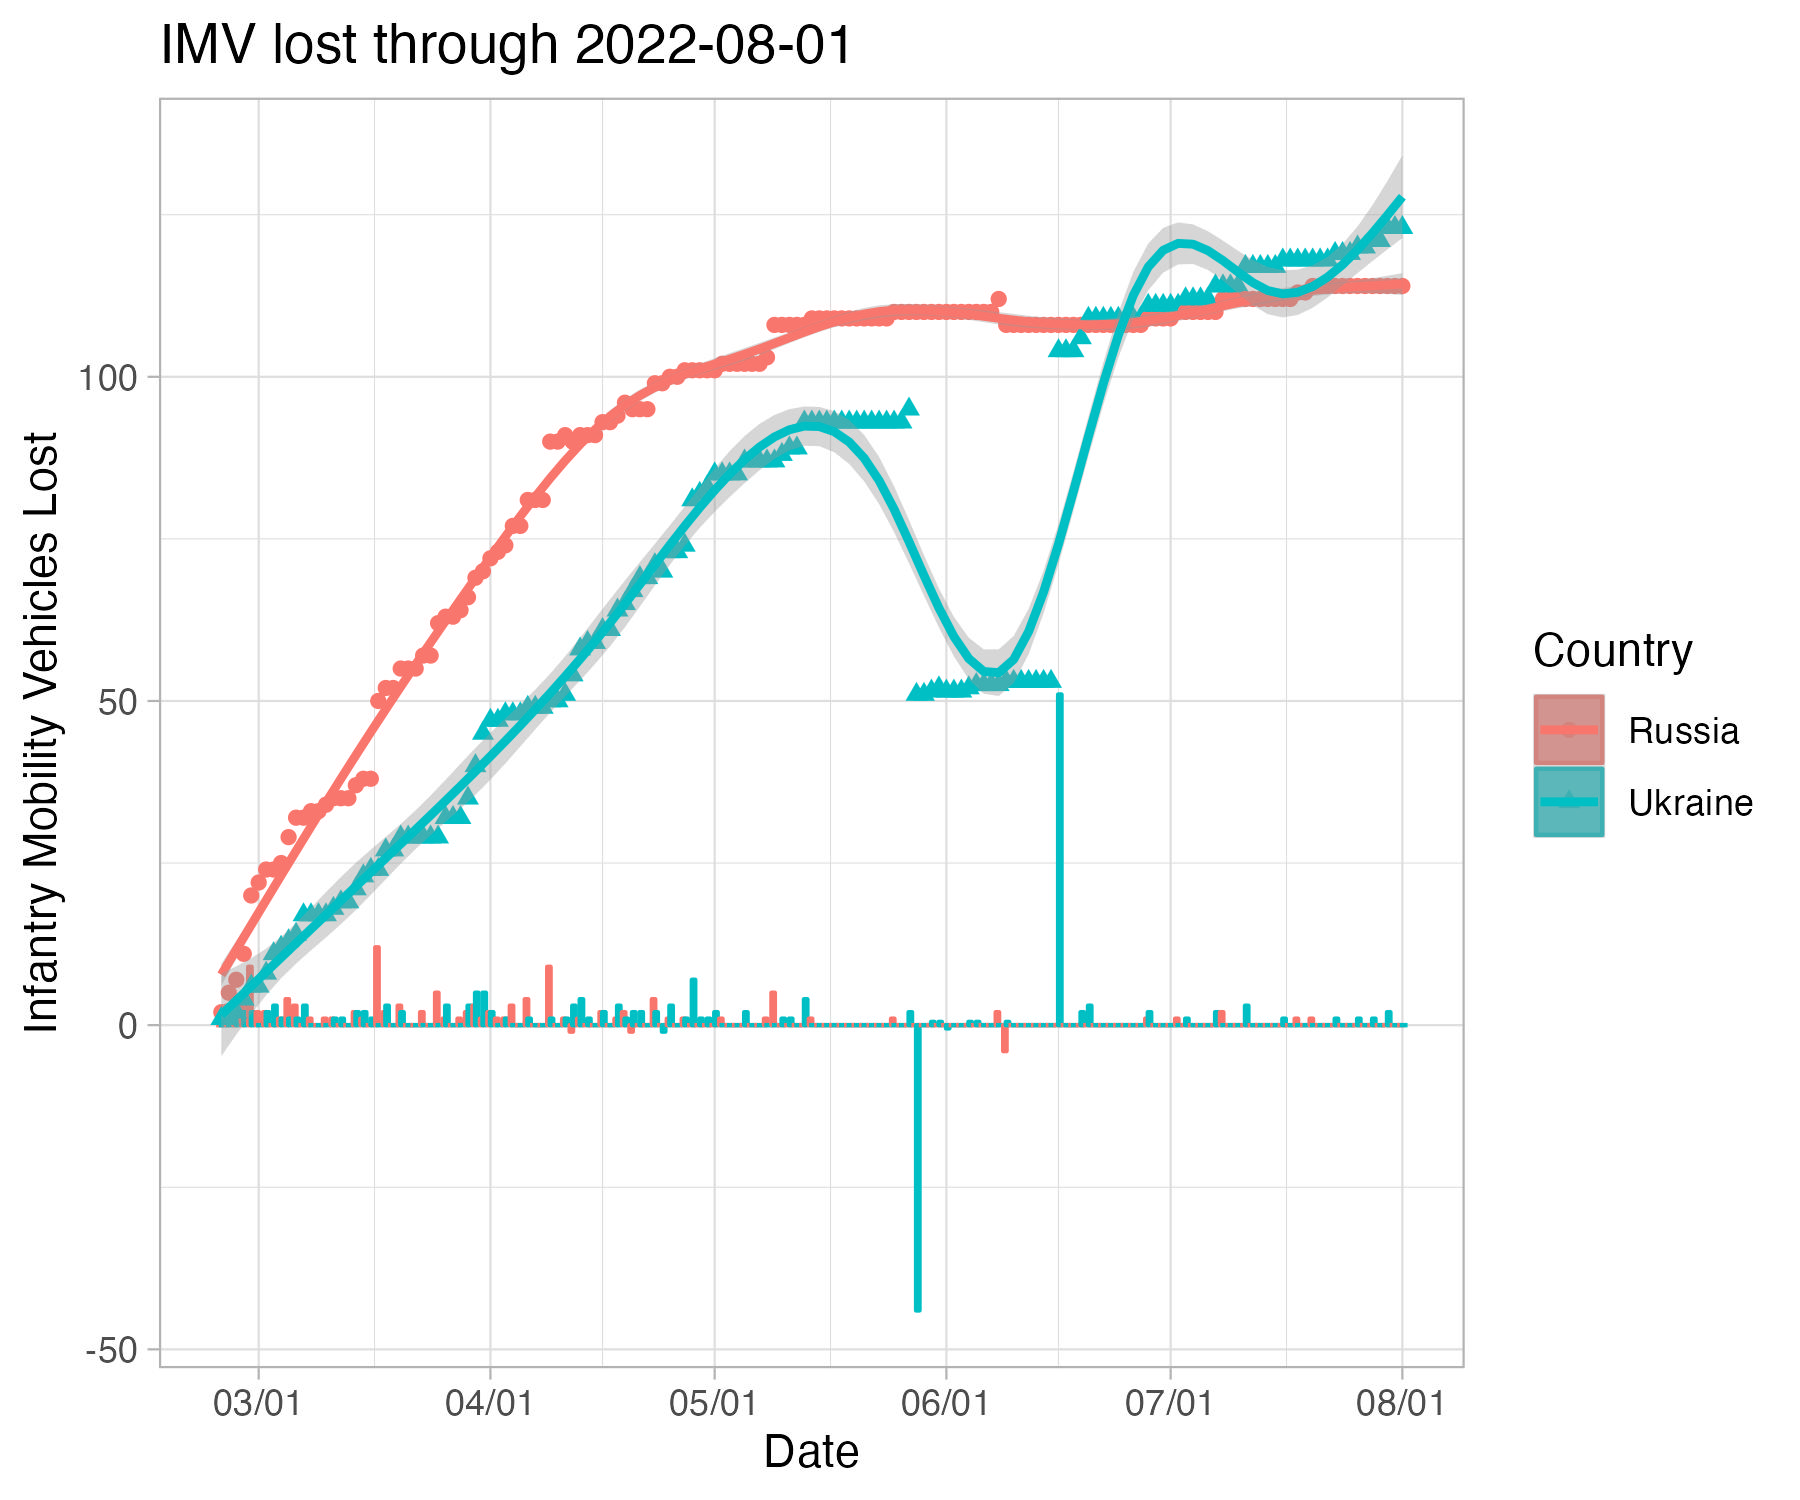 IMV lost through 2022-08-01
Infantry Mobility Vehicles Lost
100
50
0
-50
03/01
04/01
05/01
06/01
07/01
08/01
Date
Country
Russia
Ukraine